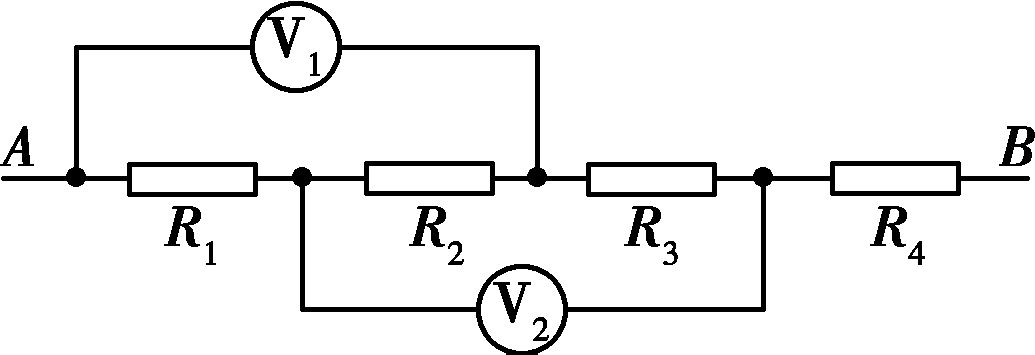 V₁
A B
R₁ R₂ R₃ R₄
V₂